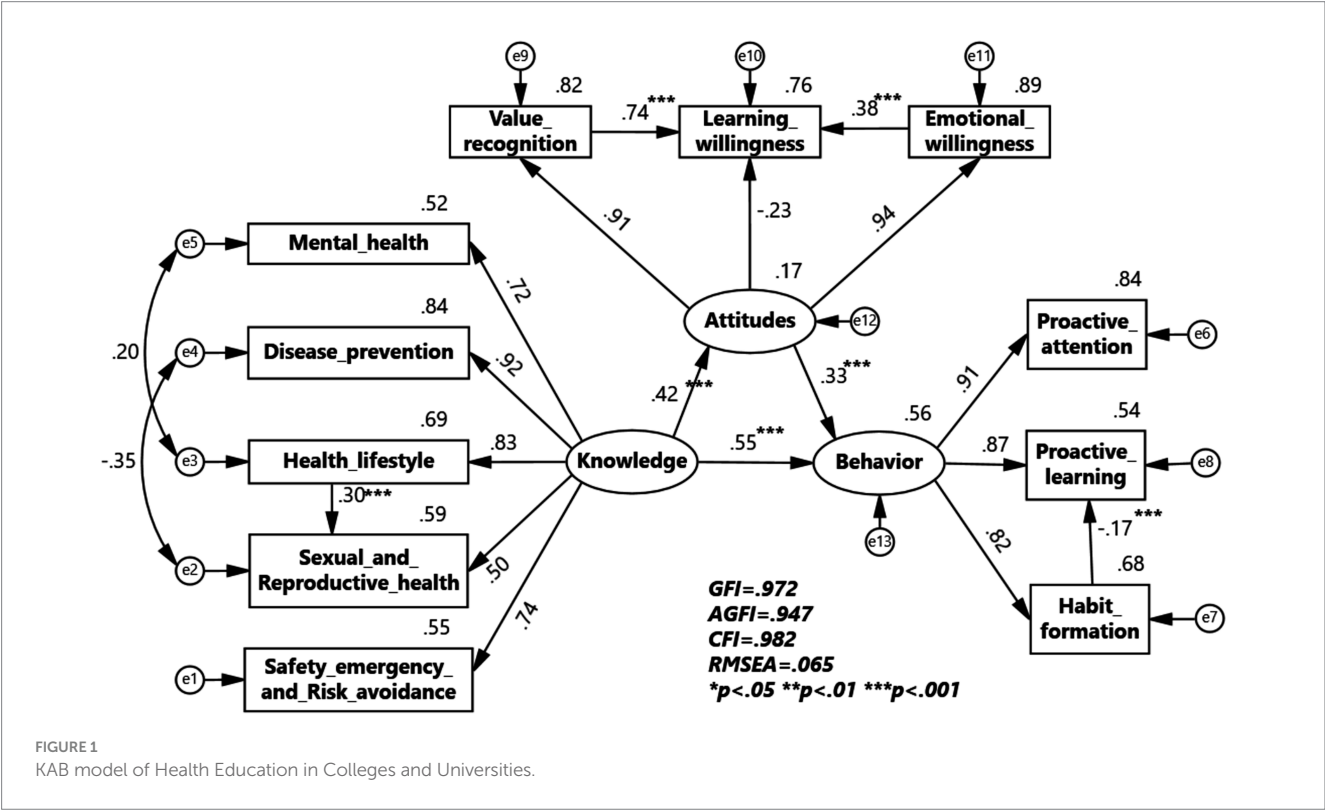 e9
e10
e11
.82
.76
.89
Value_
recognition
.74***
Learning_
willingness
.38***
Emotional_
willingness
.91
-.23
.94
.52
e5
Mental_health
.72
.17
Attitudes
e12
.84
e4
Disease_prevention
.92
.20
.84
Proactive_
attention
e6
.42***
.33***
.91
.69
-.35
e3
Health_lifestyle
.83
Knowledge
.55***
.56
Behavior
.87
.54
Proactive_
learning
e8
.30***
.59
e2
Sexual_and_
Reproductive_health
.50
e13
.82
-.17***
.68
Habit_
formation
e7
.55
e1
Safety_emergency_
and_Risk_avoidance
.74
GFI=.972
AGFI=.947
CFI=.982
RMSEA=.065
*p<.05 **p<.01 ***p<.001
FIGURE 1
KAB model of Health Education in Colleges and Universities.